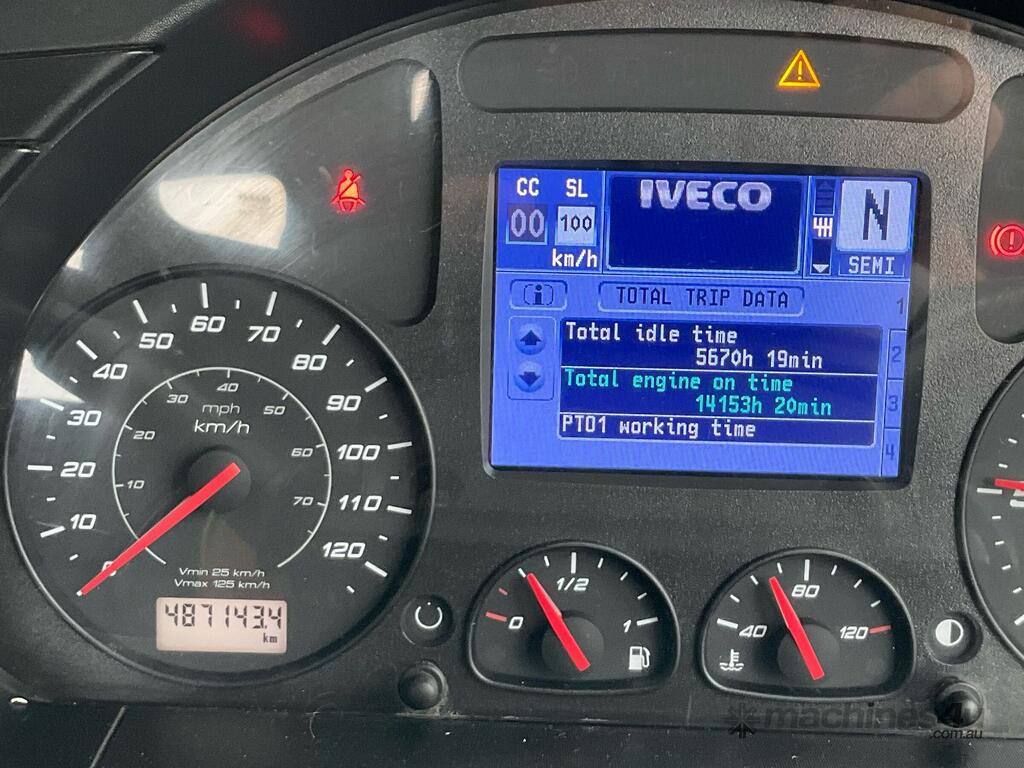 CC SL
00 100
km/h
IVECO
4H
N
SEMI
i
TOTAL TRIP DATA
1
2
3
4
Total idle time
5670h 19min
Total engine on time
14153h 20min
PTO1 working time
0 10 20 30 40 50 60 70 80 90 100 110 120
10 20 30 40 50 60 70
mph
km/h
Vmin 25 km/h
Vmax 125 km/h
487143.4
km
0 1/2 1
40 80 120
machines4u
.com.au